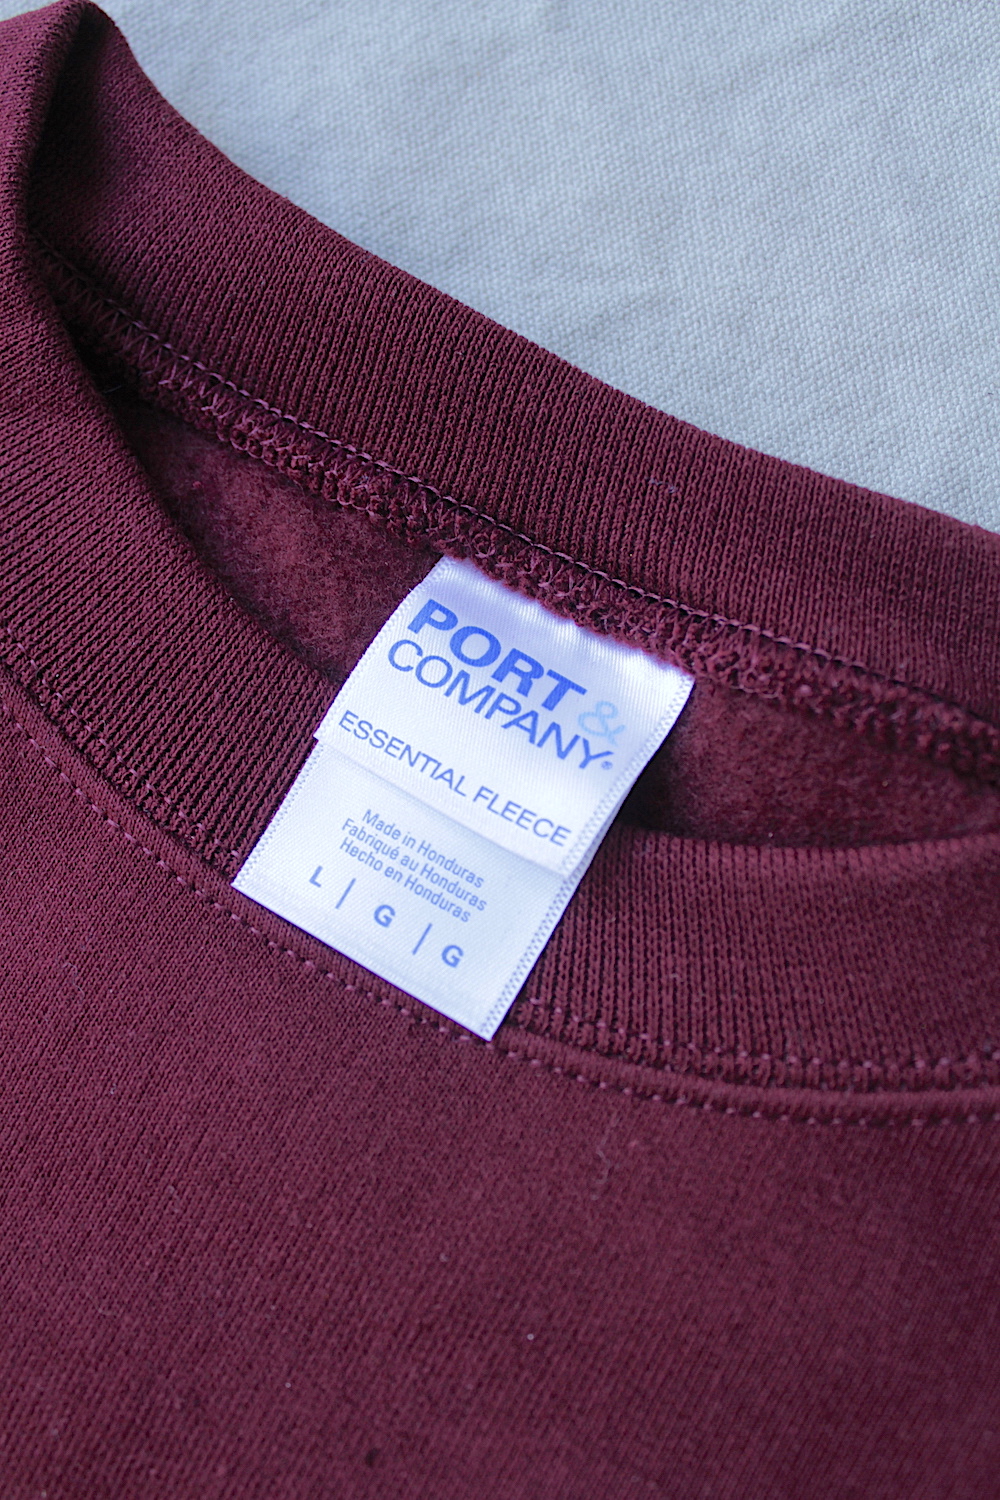 PORT &
COMPANY®
ESSENTIAL FLEECE
Made in Honduras
Fabriqué au Honduras
Hecho en Honduras
L | G | G